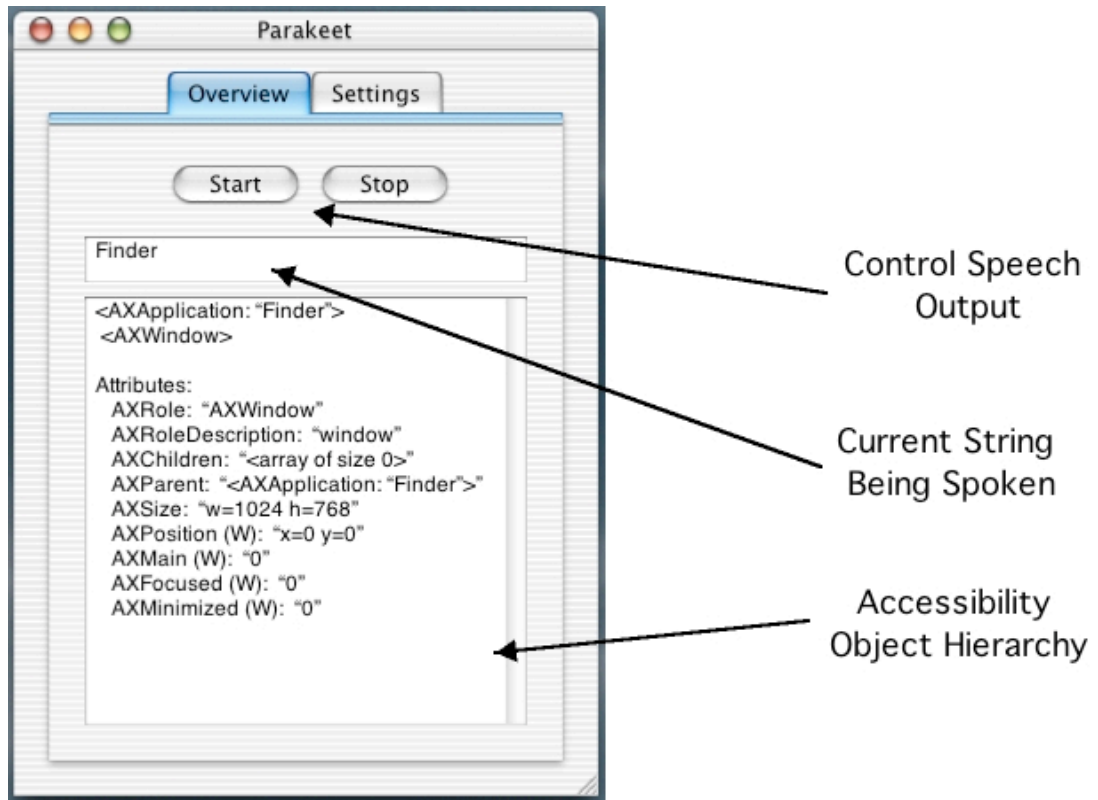 Parakeet
Overview Settings
Start Stop
Finder
<AXApplication: “Finder”>
<AXWindow>
Attributes:
AXRole: “AXWindow”
AXRoleDescription: “window”
AXChildren: “<array of size 0>”
AXParent: “<AXApplication: “Finder”>”
AXSize: “w=1024 h=768”
AXPosition (W): “x=0 y=0”
AXMain (W): “0”
AXFocused (W): “0”
AXMinimized (W): “0”
Control Speech
Output
Current String
Being Spoken
Accessibility
Object Hierarchy